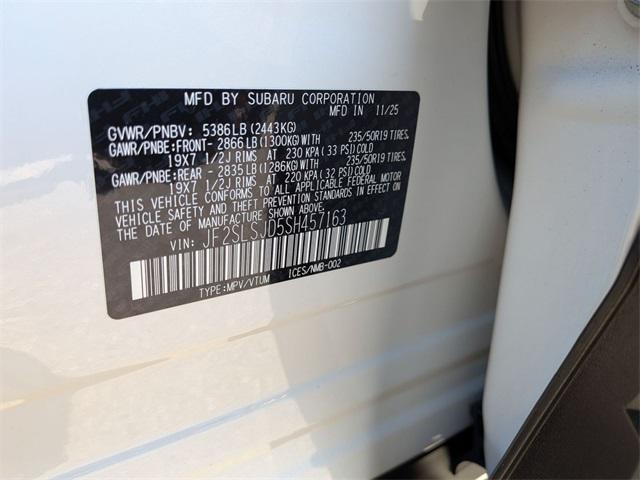 MFD BY SUBARU CORPORATION
MFD IN 11/25
GVWR/PNBV: 5386LB (2443KG)
GAWR/PNBE:FRONT- 2866LB (1300KG)WITH 235/50R19 TIRES,
19X7 1/2J RIMS AT 230 KPA (33 PSI)COLD
GAWR/PNBE:REAR - 2835LB (1286KG)WITH 235/50R19 TIRES,
19X7 1/2J RIMS AT 220 KPA (32 PSI)COLD
THIS VEHICLE CONFORMS TO ALL APPLICABLE FEDERAL MOTOR
VEHICLE SAFETY AND THEFT PREVENTION STANDARDS IN EFFECT ON
THE DATE OF MANUFACTURE SHOWN ABOVE.
VIN: JF2SLSJD5SH457163
ICES/NMB-002
TYPE:MPV/VTUM